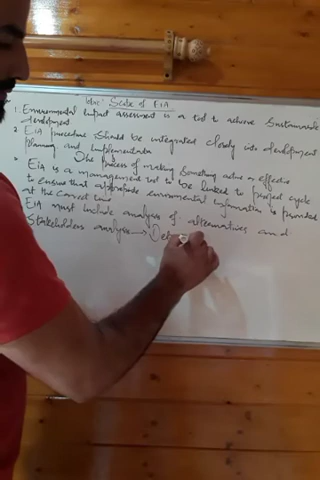 Topic: Scope of EIA
1. Environmental Impact assessment is a tool to achieve Sustainable
development
2 EIA procedure should be integrated closely into development
planning and implementation
The process of making something active or effective
EIA is a management tool to be linked to project cycle
to ensure that appropriate environmental information is provided
at the correct time
EIA must include analysis of alternatives and
Stakeholders analysis → Det